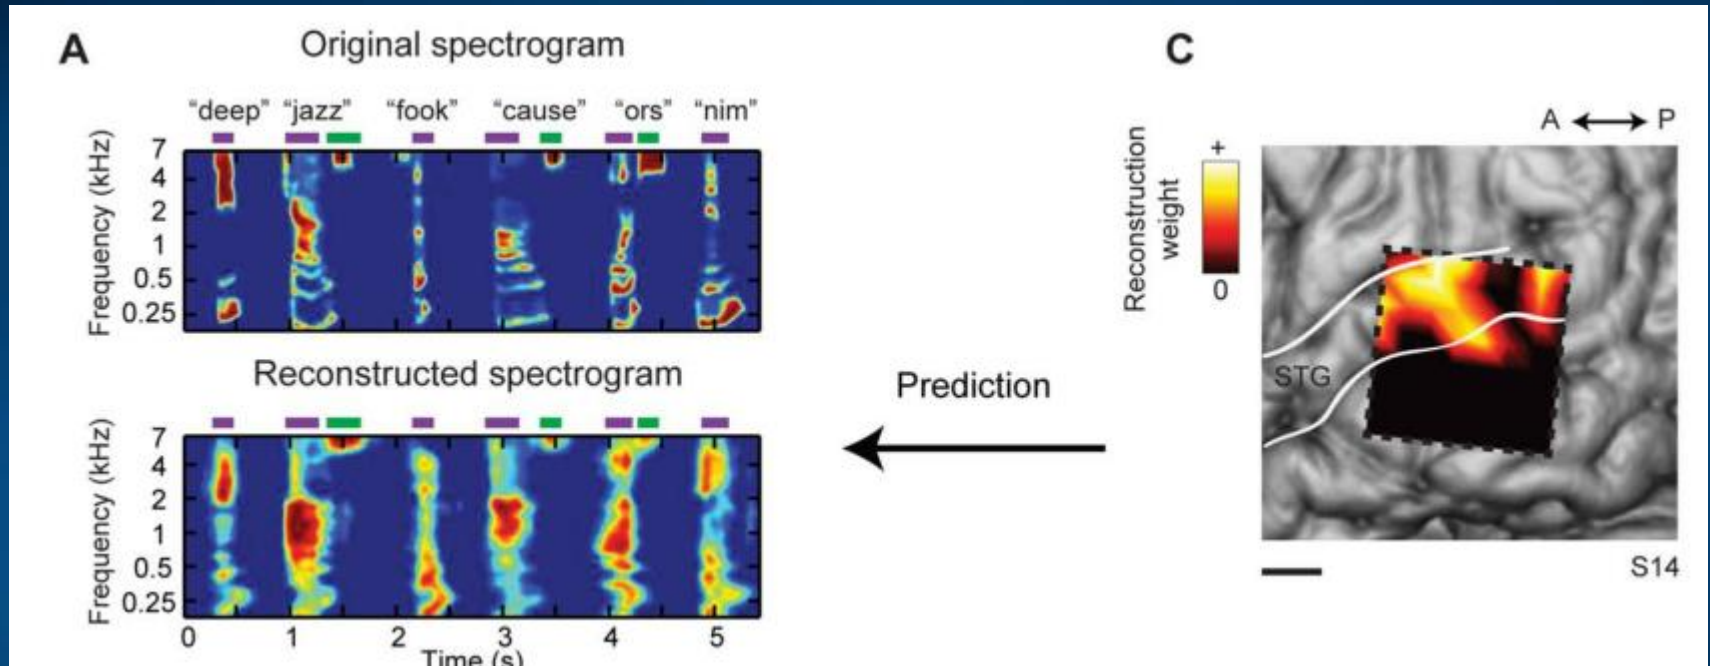 A
Original spectrogram
“deep” “jazz” “fook” “cause” “ors” “nim”
Frequency (kHz)
7
4
2
1
0.5
0.25
Reconstructed spectrogram
Frequency (kHz)
7
4
2
1
0.5
0.25
0 1 2 3 4 5
Time (s)
Prediction
C
A P
Reconstruction
weight
+
0
STG
S14